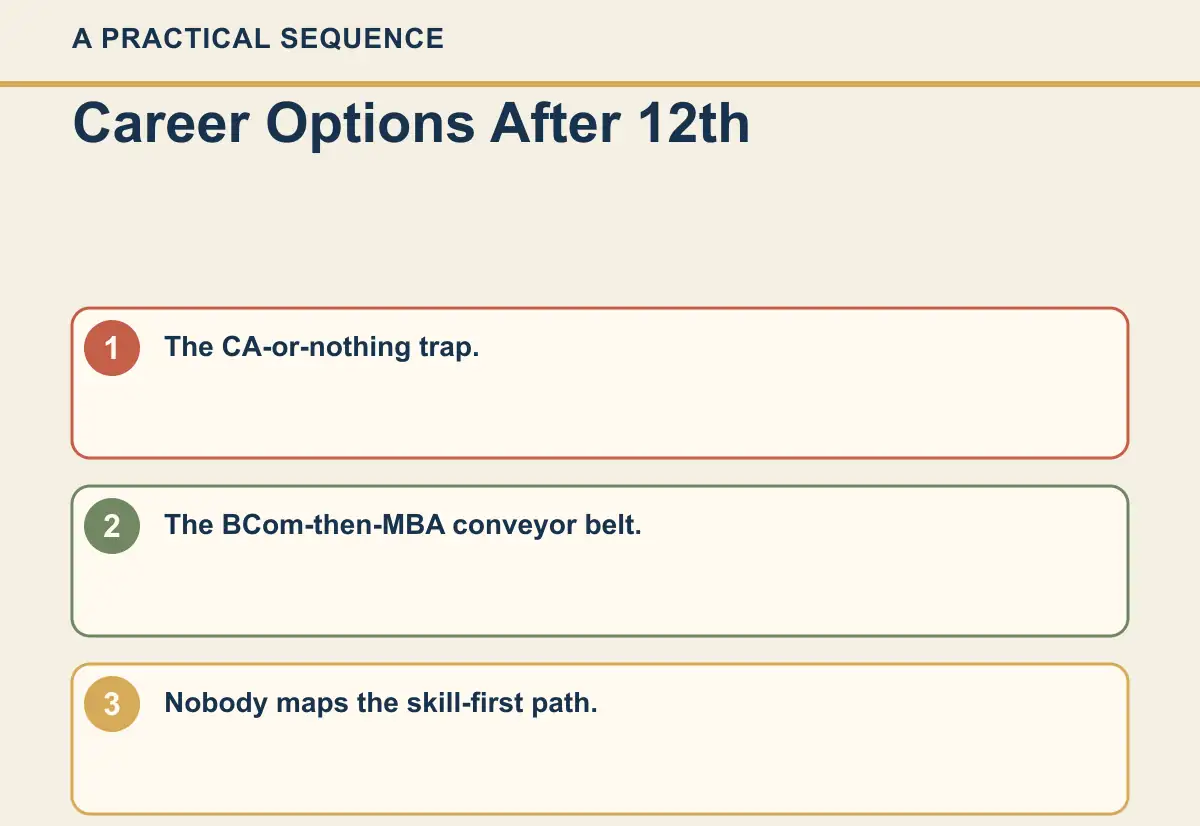 A PRACTICAL SEQUENCE
Career Options After 12th
1 The CA-or-nothing trap.
2 The BCom-then-MBA conveyor belt.
3 Nobody maps the skill-first path.